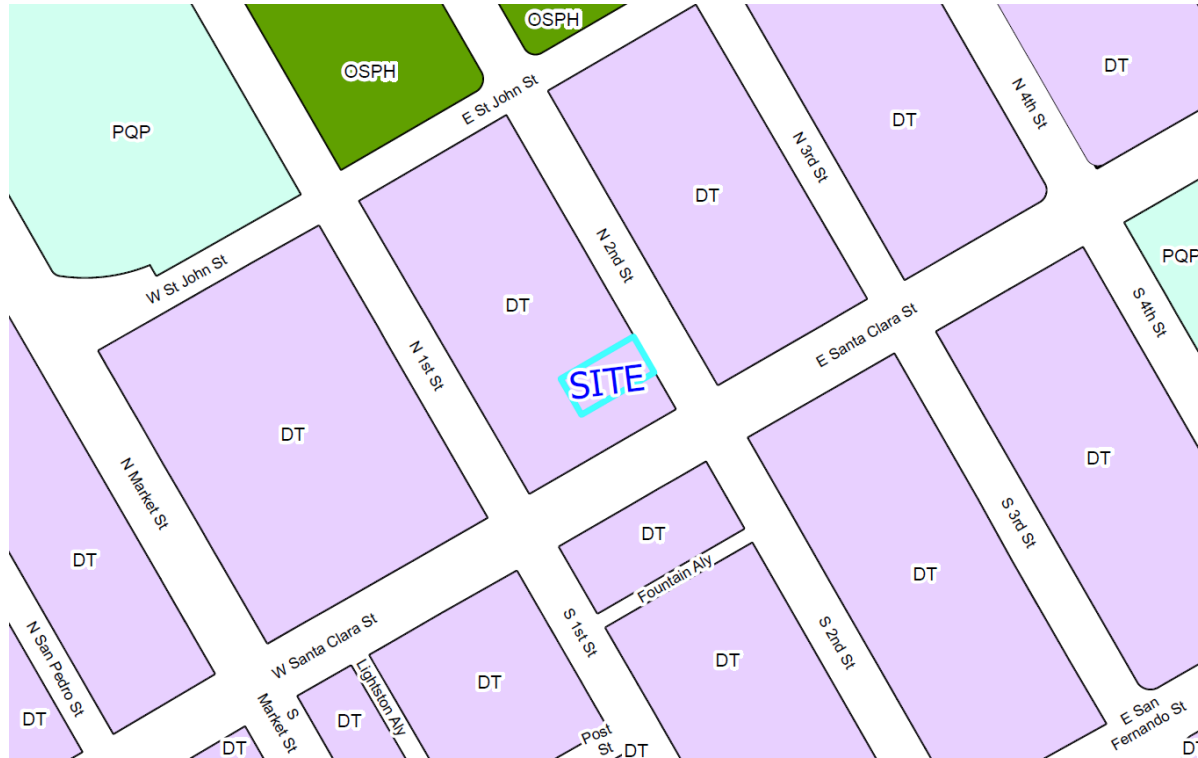 OSPH
OSPH
DT
PQP
E St John St
N 4th St
DT
N 3rd St
DT
N 2nd St
PQP
W St John St
DT
S 4th St
E Santa Clara St
N 1st St
SITE
DT
DT
N Market St
S 3rd St
DT
DT
Fountain Aly
DT
S 1st St
S 2nd St
W Santa Clara St
DT
N San Pedro St
Lightston Aly
DT
S
Market St
DT
DT
DT
Post
St
DT
E San
Fernando St